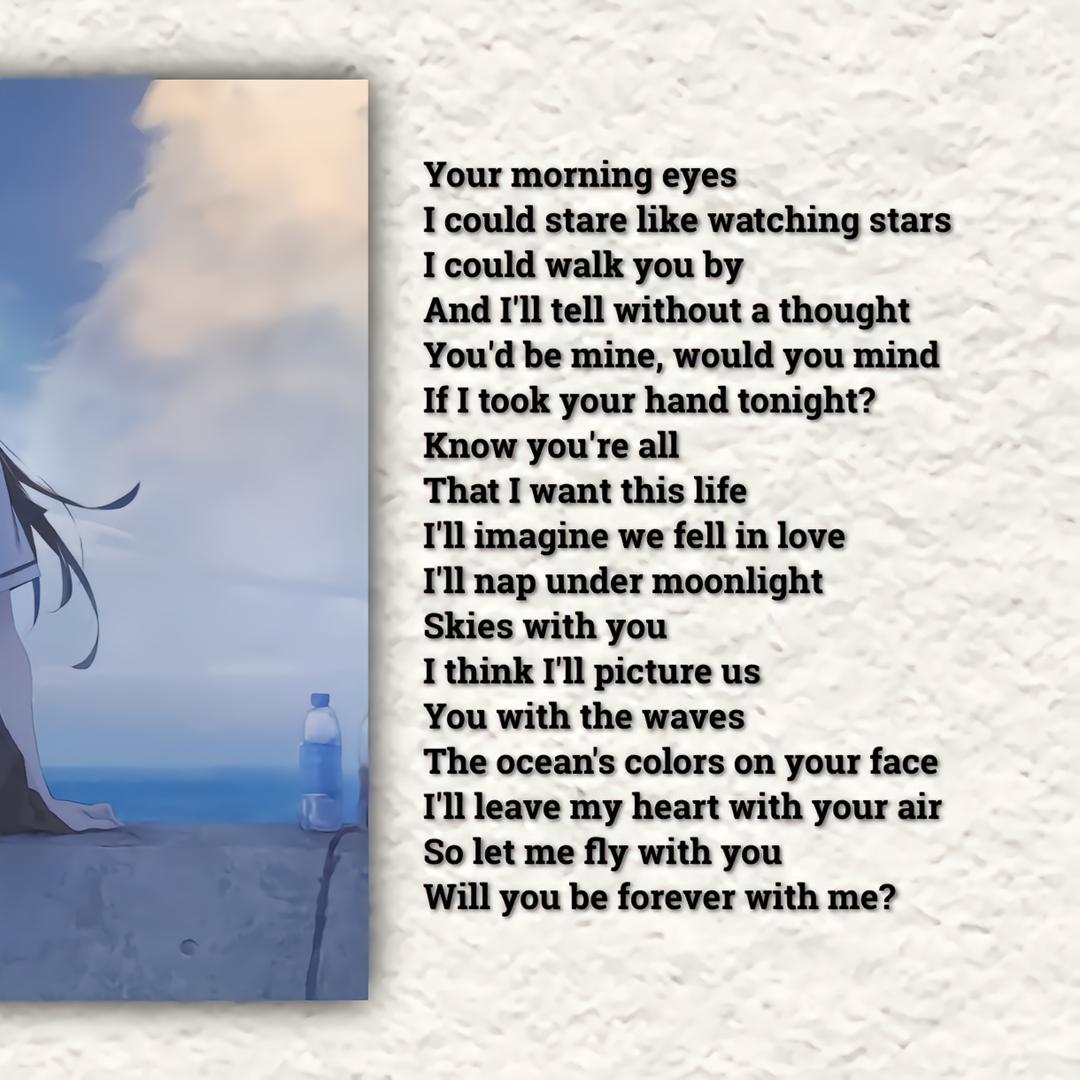 Your morning eyes
I could stare like watching stars
I could walk you by
And I'll tell without a thought
You'd be mine, would you mind
If I took your hand tonight?
Know you're all
That I want this life
I'll imagine we fell in love
I'll nap under moonlight
Skies with you
I think I'll picture us
You with the waves
The ocean's colors on your face
I'll leave my heart with your air
So let me fly with you
Will you be forever with me?